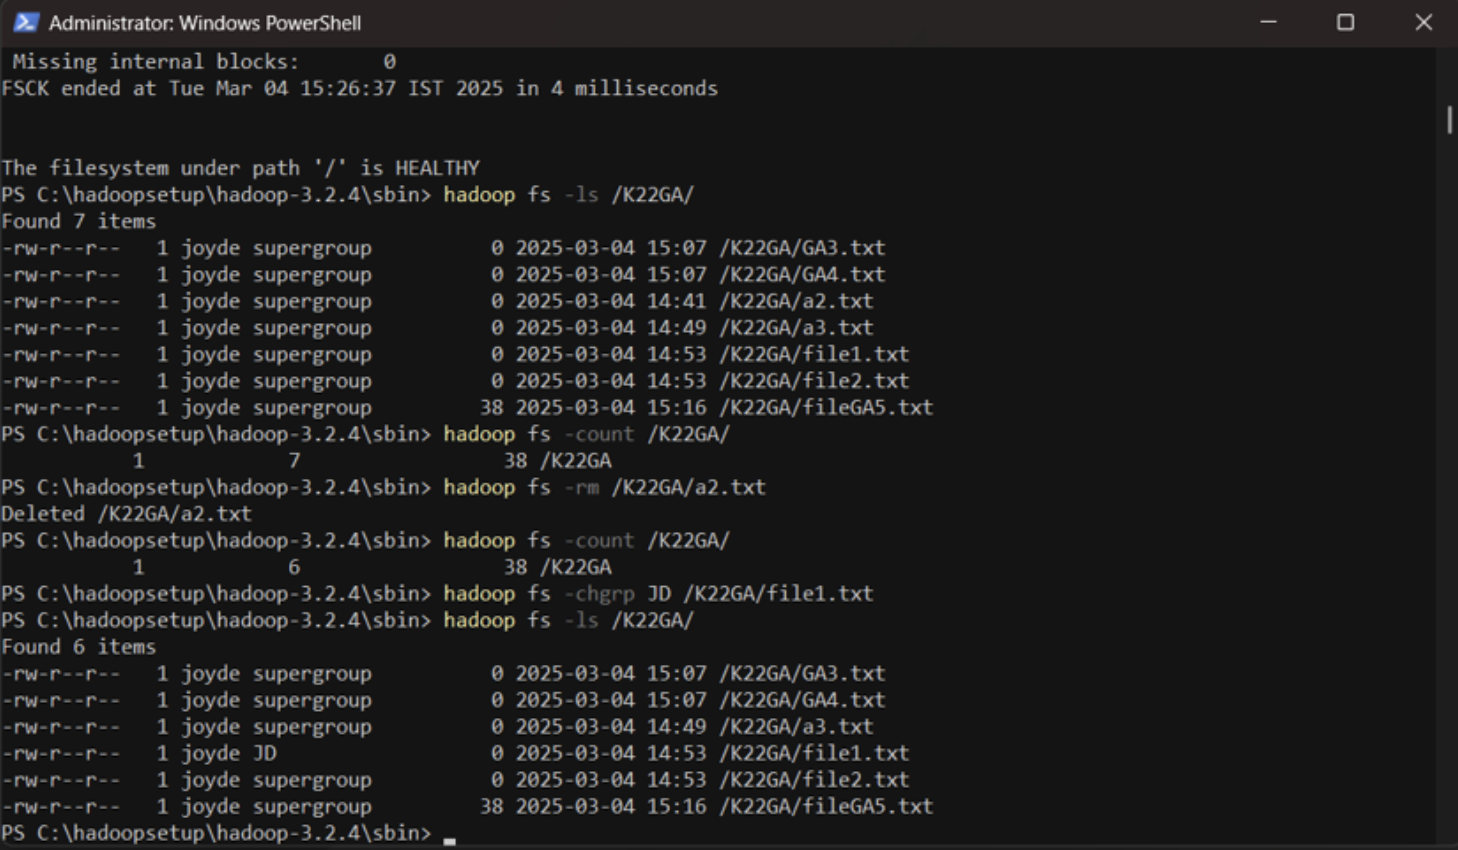 Administrator: Windows PowerShell
 Missing internal blocks:       0
FSCK ended at Tue Mar 04 15:26:37 IST 2025 in 4 milliseconds
The filesystem under path '/' is HEALTHY
PS C:\hadoopsetup\hadoop-3.2.4\sbin> hadoop fs -ls /K22GA/
Found 7 items
-rw-r--r--   1 joyde supergroup          0 2025-03-04 15:07 /K22GA/GA3.txt
-rw-r--r--   1 joyde supergroup          0 2025-03-04 15:07 /K22GA/GA4.txt
-rw-r--r--   1 joyde supergroup          0 2025-03-04 14:41 /K22GA/a2.txt
-rw-r--r--   1 joyde supergroup          0 2025-03-04 14:49 /K22GA/a3.txt
-rw-r--r--   1 joyde supergroup          0 2025-03-04 14:53 /K22GA/file1.txt
-rw-r--r--   1 joyde supergroup          0 2025-03-04 14:53 /K22GA/file2.txt
-rw-r--r--   1 joyde supergroup         38 2025-03-04 15:16 /K22GA/fileGA5.txt
PS C:\hadoopsetup\hadoop-3.2.4\sbin> hadoop fs -count /K22GA/
           1            7                 38 /K22GA
PS C:\hadoopsetup\hadoop-3.2.4\sbin> hadoop fs -rm /K22GA/a2.txt
Deleted /K22GA/a2.txt
PS C:\hadoopsetup\hadoop-3.2.4\sbin> hadoop fs -count /K22GA/
           1            6                 38 /K22GA
PS C:\hadoopsetup\hadoop-3.2.4\sbin> hadoop fs -chgrp JD /K22GA/file1.txt
PS C:\hadoopsetup\hadoop-3.2.4\sbin> hadoop fs -ls /K22GA/
Found 6 items
-rw-r--r--   1 joyde supergroup          0 2025-03-04 15:07 /K22GA/GA3.txt
-rw-r--r--   1 joyde supergroup          0 2025-03-04 15:07 /K22GA/GA4.txt
-rw-r--r--   1 joyde supergroup          0 2025-03-04 14:49 /K22GA/a3.txt
-rw-r--r--   1 joyde JD                  0 2025-03-04 14:53 /K22GA/file1.txt
-rw-r--r--   1 joyde supergroup          0 2025-03-04 14:53 /K22GA/file2.txt
-rw-r--r--   1 joyde supergroup         38 2025-03-04 15:16 /K22GA/fileGA5.txt
PS C:\hadoopsetup\hadoop-3.2.4\sbin>